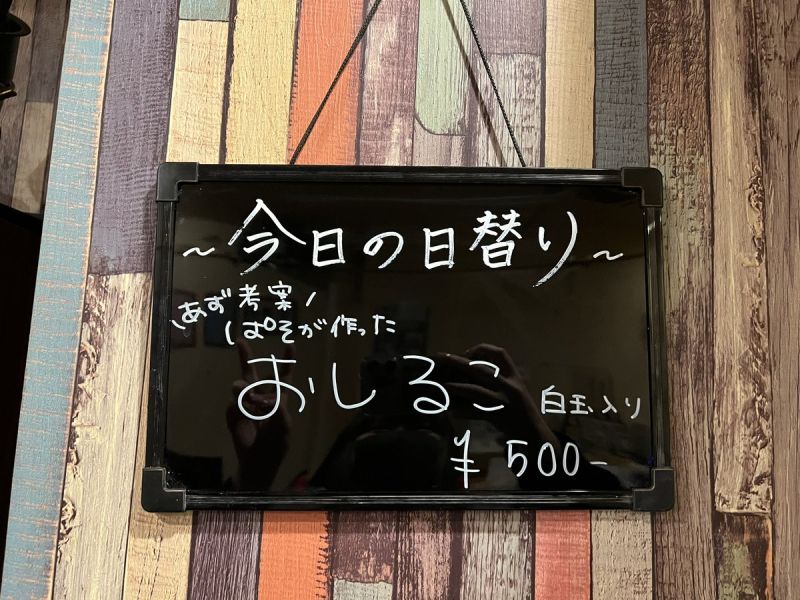 ～今日の日替り～
あず考案！
ぱそが作った
おしるこ 白玉入り
¥500-